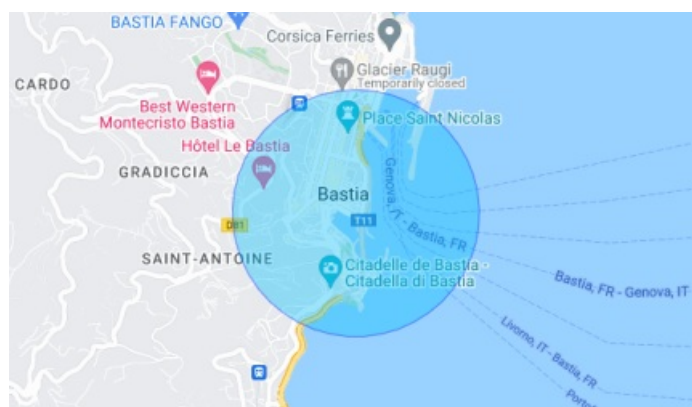 BASTIA FANGO
Corsica Ferries
Glacier Raugi
Temporarily closed
CARDO
Best Western
Montecristo Bastia
Place Saint Nicolas
Hôtel Le Bastia
GRADICCIA
Bastia
Genova, IT - Bastia, FR
T11
D81
SAINT-ANTOINE
Citadelle de Bastia -
Citadella di Bastia
Bastia, FR - Genova, IT
Livorno, IT - Bastia, FR